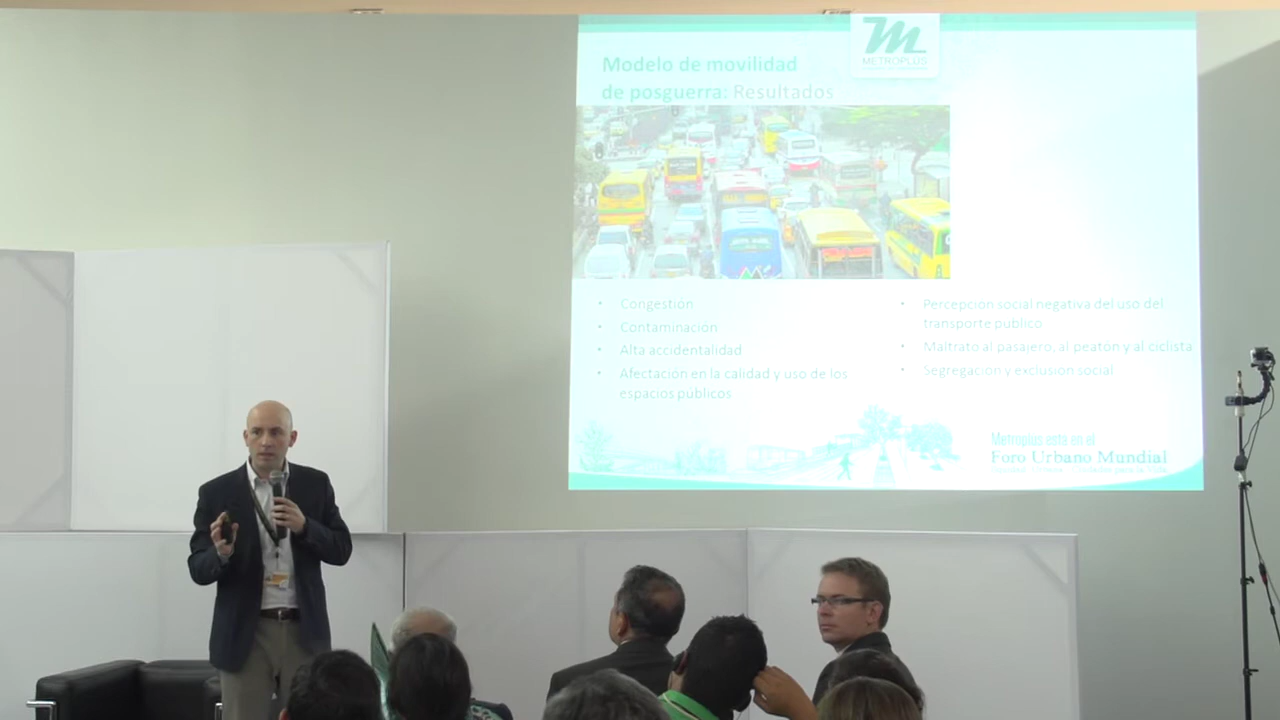 METROPLUS
Modelo de movilidad
de posguerra: Resultados
• Congestión
• Contaminación
• Alta accidentalidad
• Afectación en la calidad y uso de los
espacios públicos
• Percepción social negativa del uso del
transporte público
• Maltrato al pasajero, al peatón y al ciclista
• Segregación y exclusión social
Metroplus está en el
Foro Urbano Mundial